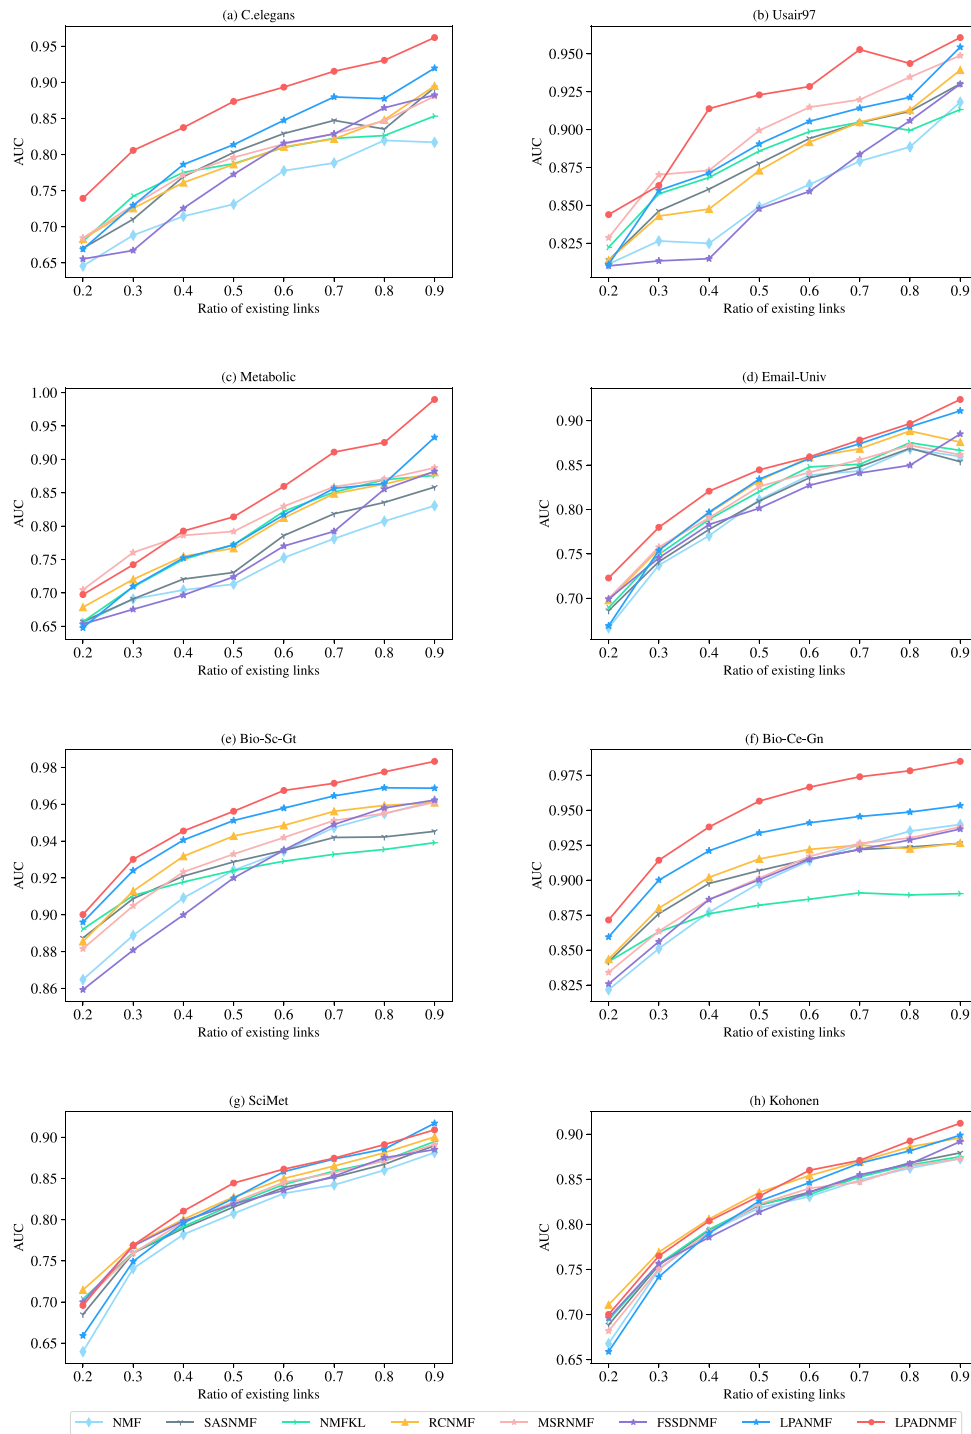 (a) C.elegans
AUC
0.95
0.90
0.85
0.80
0.75
0.70
0.65
0.2 0.3 0.4 0.5 0.6 0.7 0.8 0.9
Ratio of existing links
(b) Usair97
AUC
0.950
0.925
0.900
0.875
0.850
0.825
0.2 0.3 0.4 0.5 0.6 0.7 0.8 0.9
Ratio of existing links
(c) Metabolic
AUC
1.00
0.95
0.90
0.85
0.80
0.75
0.70
0.65
0.2 0.3 0.4 0.5 0.6 0.7 0.8 0.9
Ratio of existing links
(d) Email-Univ
AUC
0.90
0.85
0.80
0.75
0.70
0.2 0.3 0.4 0.5 0.6 0.7 0.8 0.9
Ratio of existing links
(e) Bio-Sc-Gt
AUC
0.98
0.96
0.94
0.92
0.90
0.88
0.86
0.2 0.3 0.4 0.5 0.6 0.7 0.8 0.9
Ratio of existing links
(f) Bio-Ce-Gn
AUC
0.975
0.950
0.925
0.900
0.875
0.850
0.825
0.2 0.3 0.4 0.5 0.6 0.7 0.8 0.9
Ratio of existing links
(g) SciMet
AUC
0.90
0.85
0.80
0.75
0.70
0.65
0.2 0.3 0.4 0.5 0.6 0.7 0.8 0.9
Ratio of existing links
(h) Kohonen
AUC
0.90
0.85
0.80
0.75
0.70
0.65
0.2 0.3 0.4 0.5 0.6 0.7 0.8 0.9
Ratio of existing links
NMF SASNMF NMFKL RCNMF MSRNMF FSSDNMF LPANMF LPADNMF